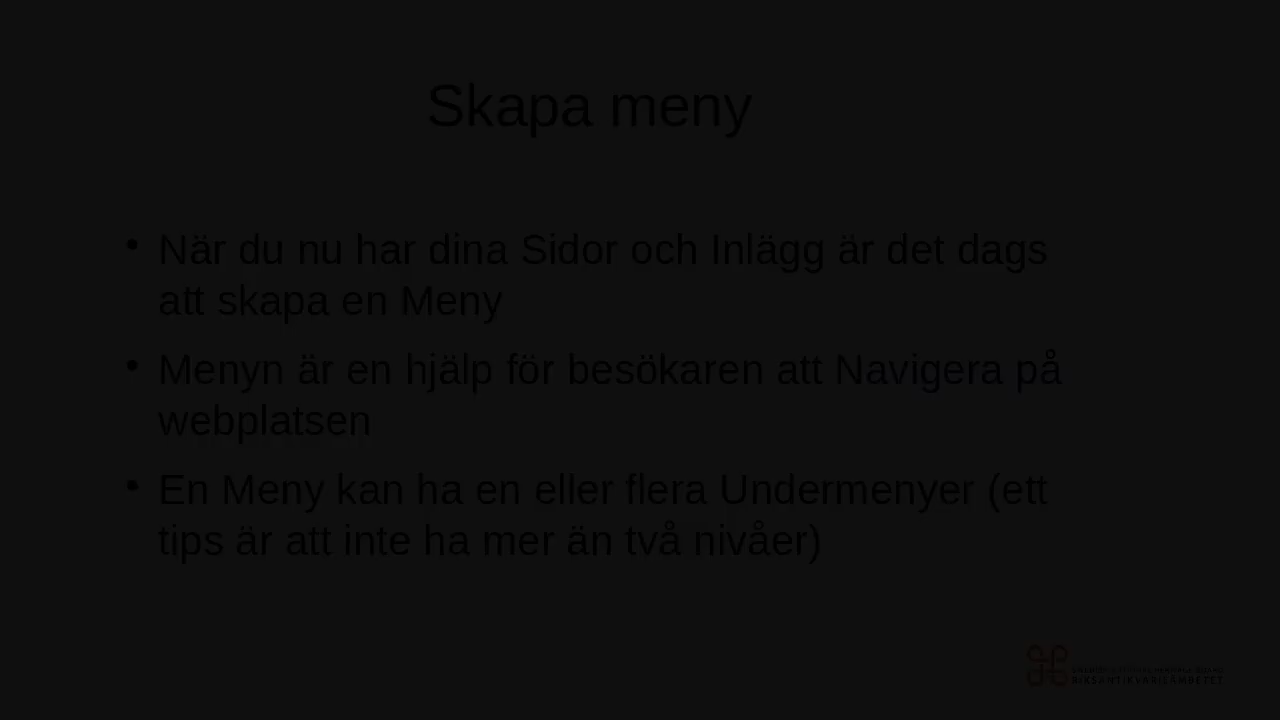 Skapa meny
• När du nu har dina Sidor och Inlägg är det dags
att skapa en Meny
• Menyn är en hjälp för besökaren att Navigera på
webplatsen
• En Meny kan ha en eller flera Undermenyer (ett
tips är att inte ha mer än två nivåer)
RIKSANTIKVARIEÄMBETET